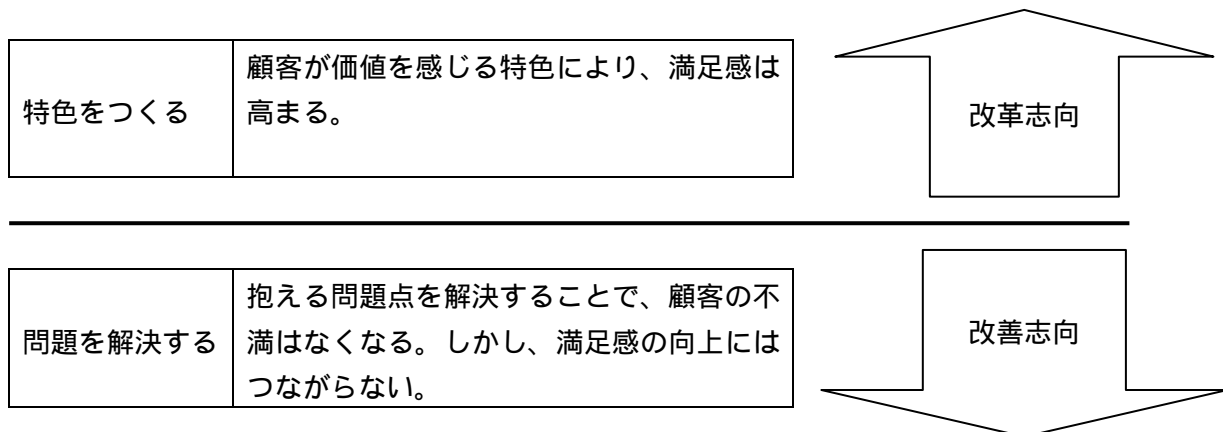 特色をつくる
顧客が価値を感じる特色により、満足感は
高まる。
改革志向
問題を解決する
抱える問題点を解決することで、顧客の不
満はなくなる。しかし、満足感の向上には
つながらない。
改善志向